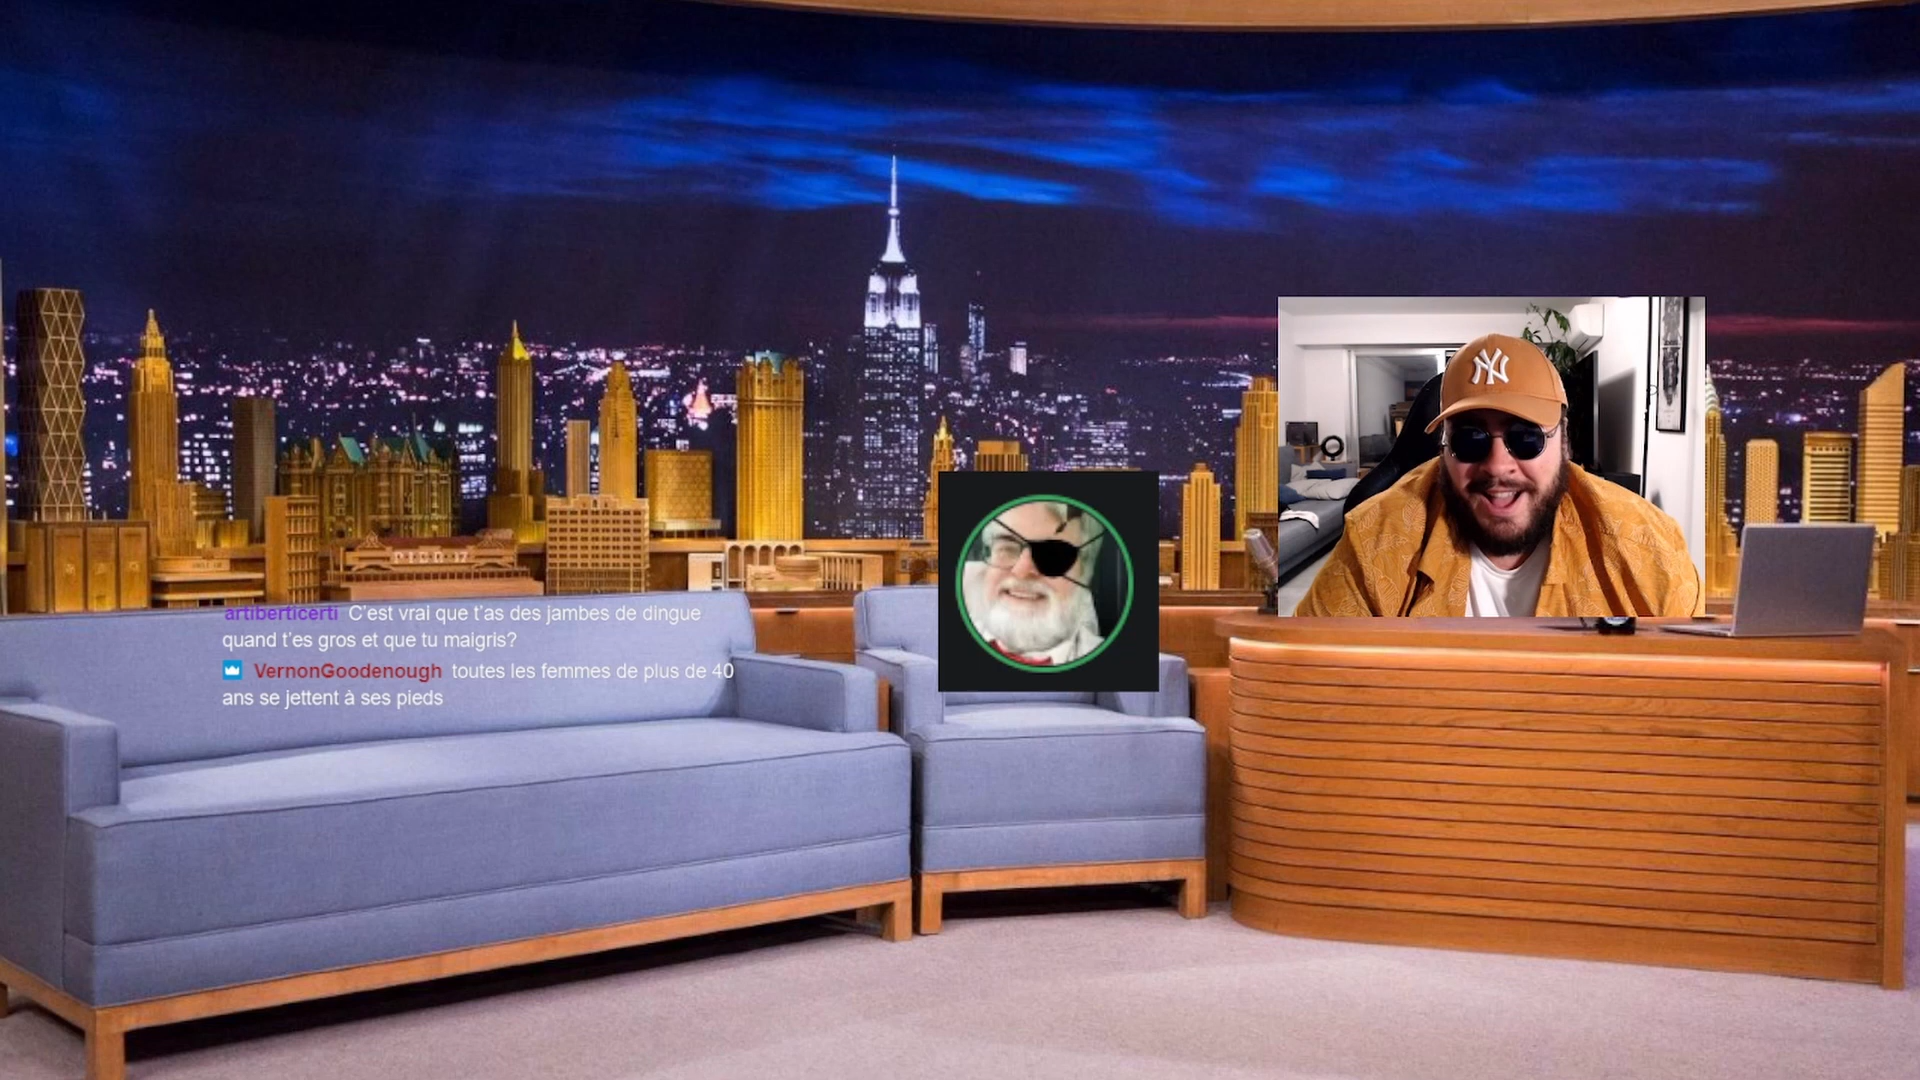 NY
artiberticerti C'est vrai que t'as des jambes de dingue
quand t'es gros et que tu maigris?
VernonGoodenough toutes les femmes de plus de 40
ans se jettent à ses pieds